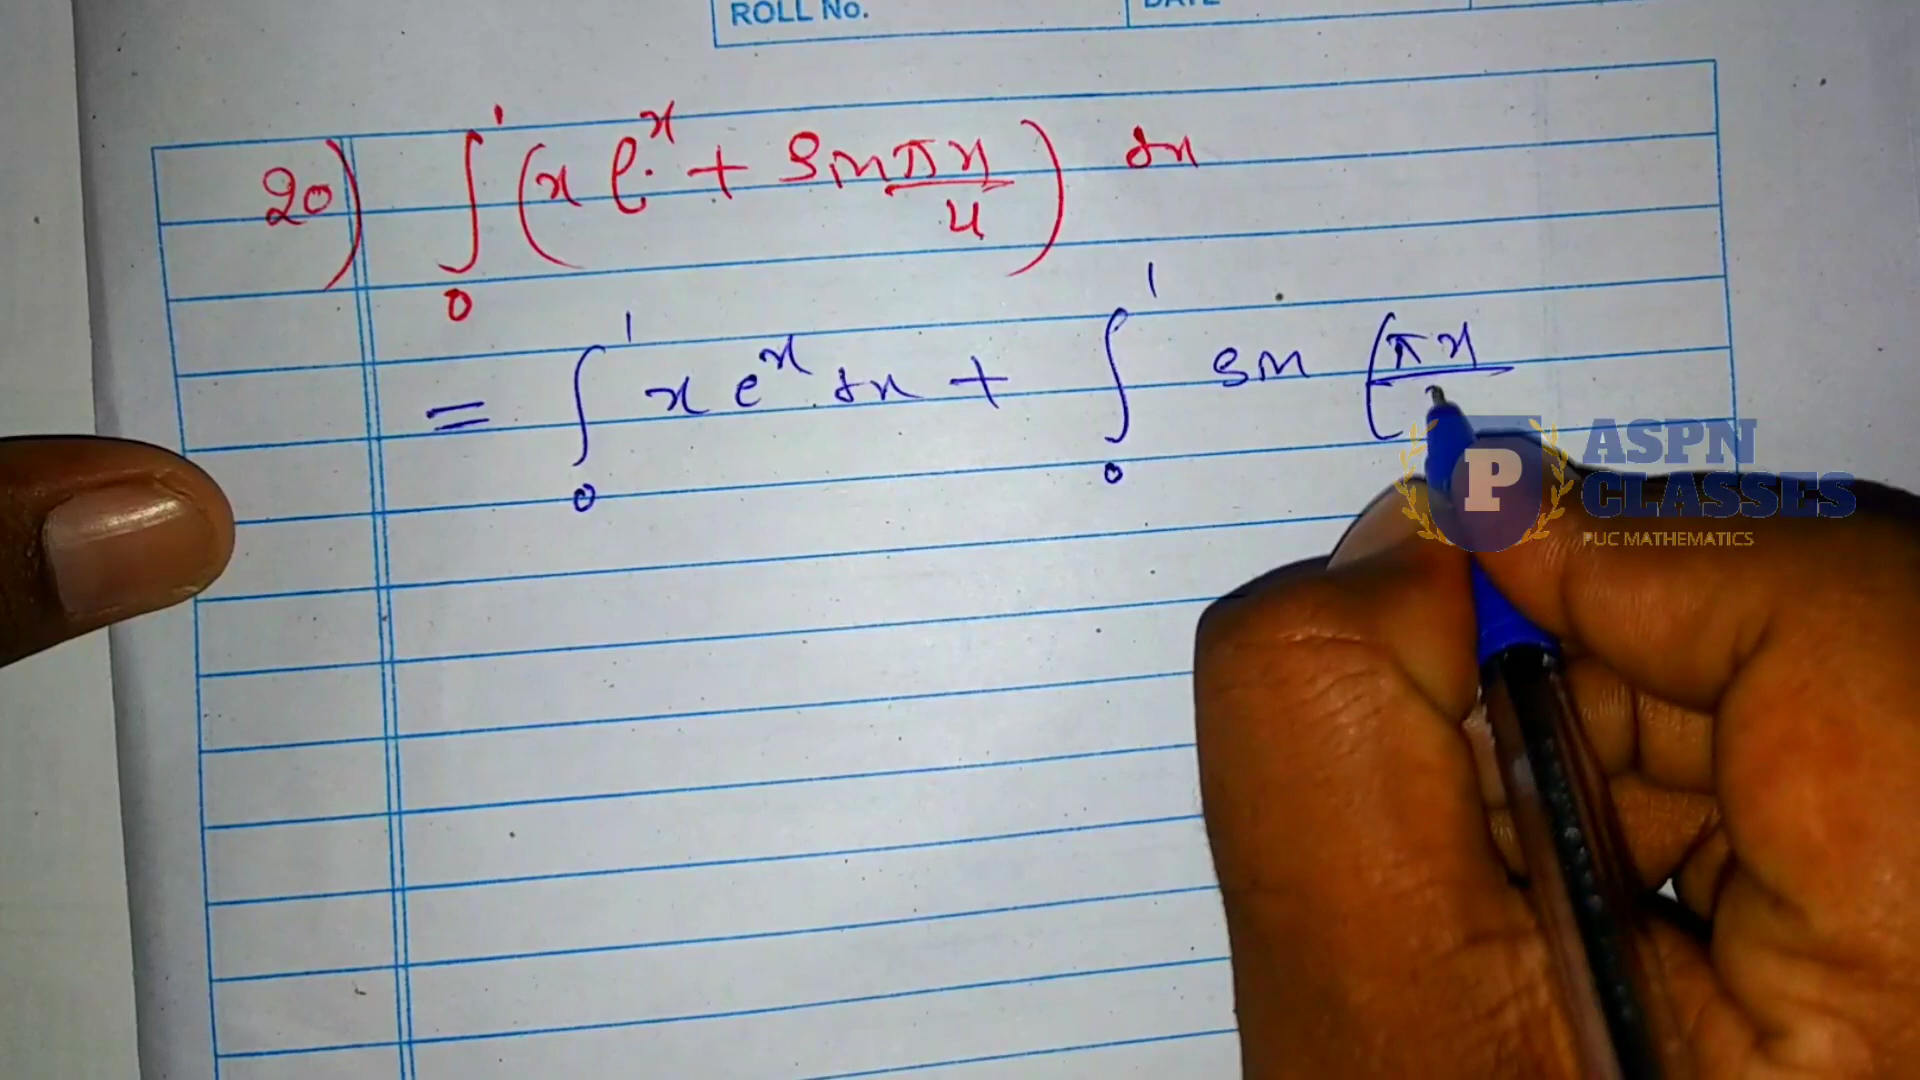 ROLL No. DATE
20) ∫₀¹ (x eˣ + sin πx/4) dx
= ∫₀¹ x eˣ dx + ∫₀¹ sin (πx
P ASPN CLASSES
PUC MATHEMATICS